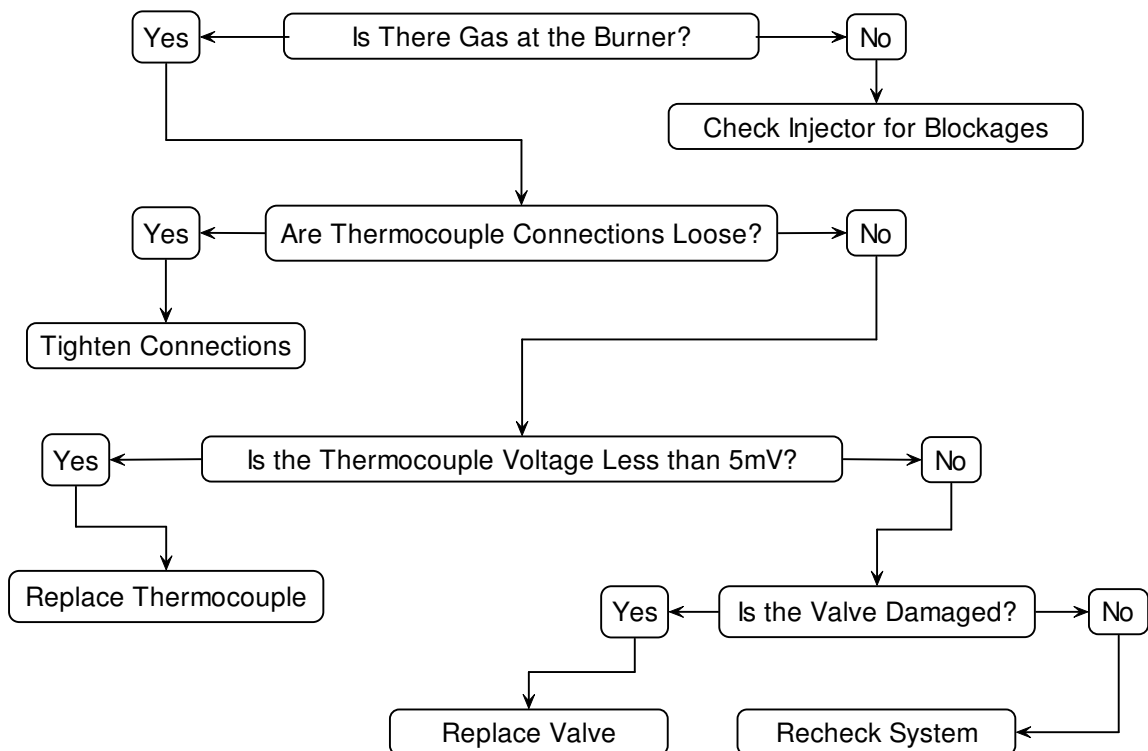 Yes
Is There Gas at the Burner?
No
Check Injector for Blockages
Yes
Are Thermocouple Connections Loose?
No
Tighten Connections
Yes
Is the Thermocouple Voltage Less than 5mV?
No
Replace Thermocouple
Yes
Is the Valve Damaged?
No
Replace Valve
Recheck System